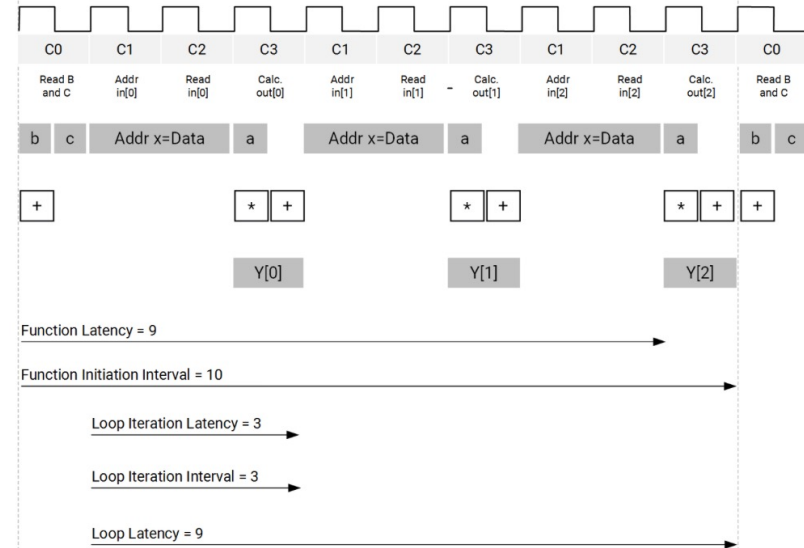 C0 C1 C2 C3 C1 C2 C3 C1 C2 C3 C0
Read B Addr Read Calc. Addr Read - Calc. Addr Read Calc. Read B
and C in[0] in[0] out[0] in[1] in[1] out[1] in[2] in[2] out[2] and C
b c Addr x=Data a Addr x=Data a Addr x=Data a b c
+ * + * + * + +
Y[0] Y[1] Y[2]
Function Latency = 9
Function Initiation Interval = 10
Loop Iteration Latency = 3
Loop Iteration Interval = 3
Loop Latency = 9